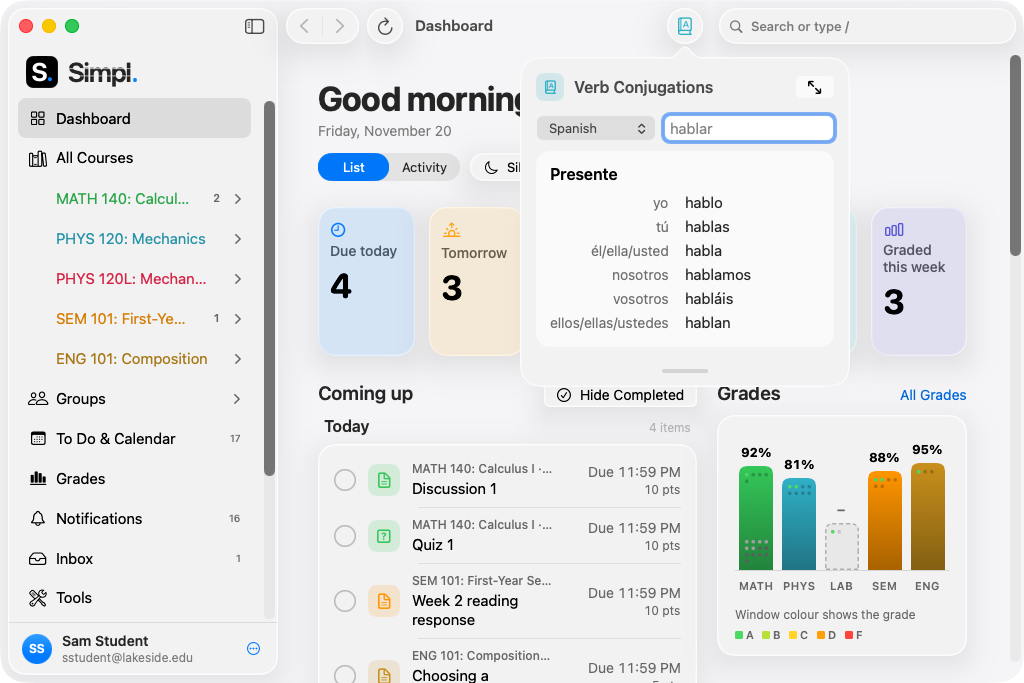 Simpl.
Dashboard
All Courses
MATH 140: Calcul... 2
PHYS 120: Mechanics
PHYS 120L: Mechan...
SEM 101: First-Ye... 1
ENG 101: Composition
Groups
To Do & Calendar 17
Grades
Notifications 16
Inbox 1
Tools
SS
Sam Student
sstudent@lakeside.edu
Dashboard
Search or type /
Good morning
Friday, November 20
List
Activity
Verb Conjugations
Spanish
hablar
Presente
yo hablo
tú hablas
él/ella/usted habla
nosotros hablamos
vosotros habláis
ellos/ellas/ustedes hablan
Due today
4
Tomorrow
3
Graded
this week
3
Coming up
Hide Completed
Today
4 items
MATH 140: Calculus I ·...
Discussion 1
Due 11:59 PM
10 pts
MATH 140: Calculus I ·...
Quiz 1
Due 11:59 PM
10 pts
SEM 101: First-Year Se...
Week 2 reading
response
Due 11:59 PM
10 pts
ENG 101: Composition...
Choosing a
Due 11:59 PM
Grades
All Grades
92% 81% – 88% 95%
MATH PHYS LAB SEM ENG
Window colour shows the grade
A B C D F